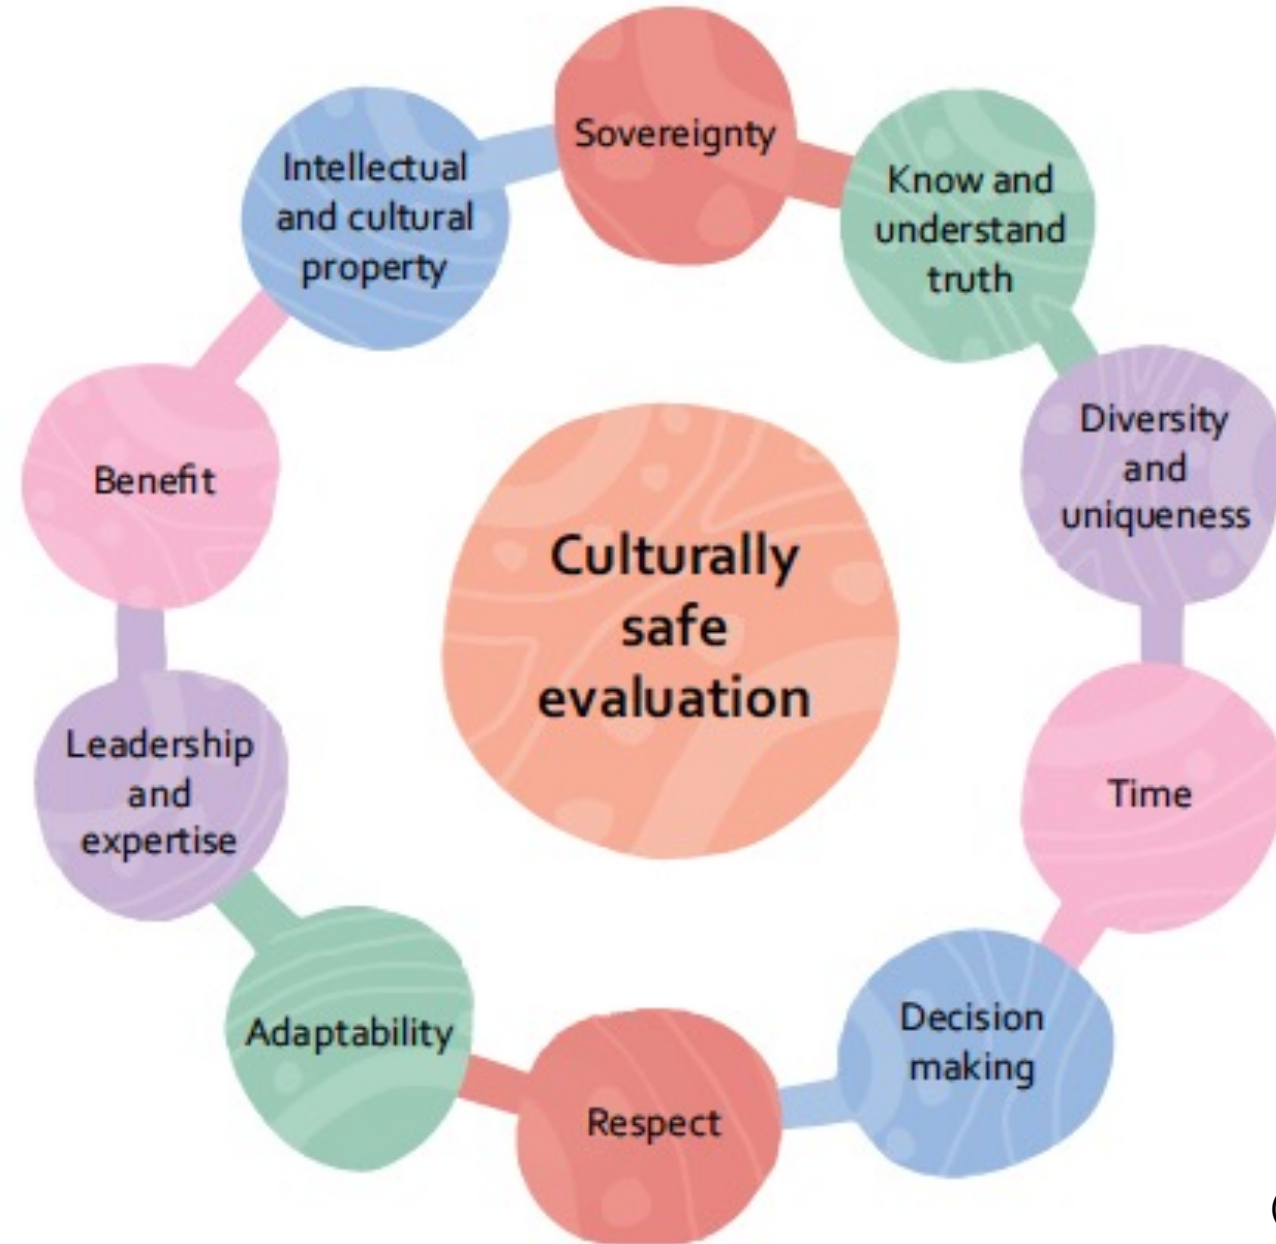 Sovereignty
Know and
understand
truth
Diversity
and
uniqueness
Time
Decision
making
Respect
Adaptability
Leadership
and
expertise
Benefit
Intellectual
and cultural
property
Culturally
safe
evaluation
(